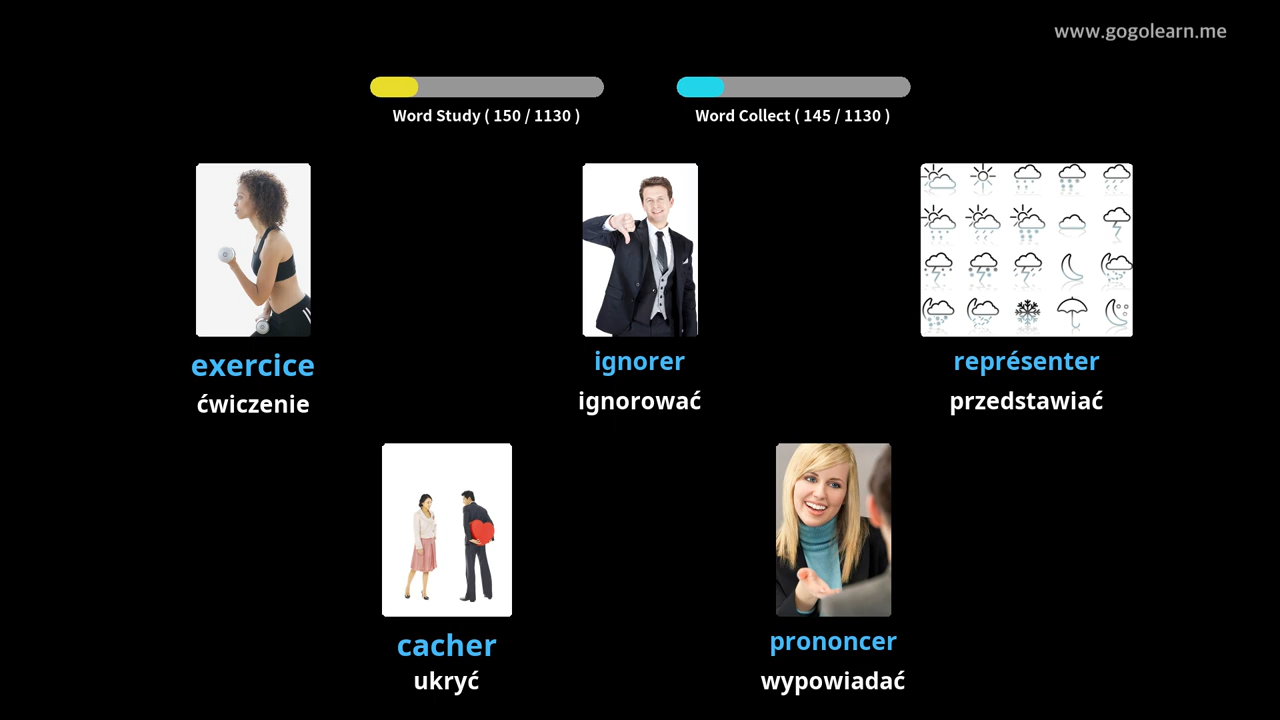 www.gogolearn.me
Word Study ( 150 / 1130 )
Word Collect ( 145 / 1130 )
exercice
ćwiczenie
ignorer
ignorować
représenter
przedstawiać
cacher
ukryć
prononcer
wypowiadać